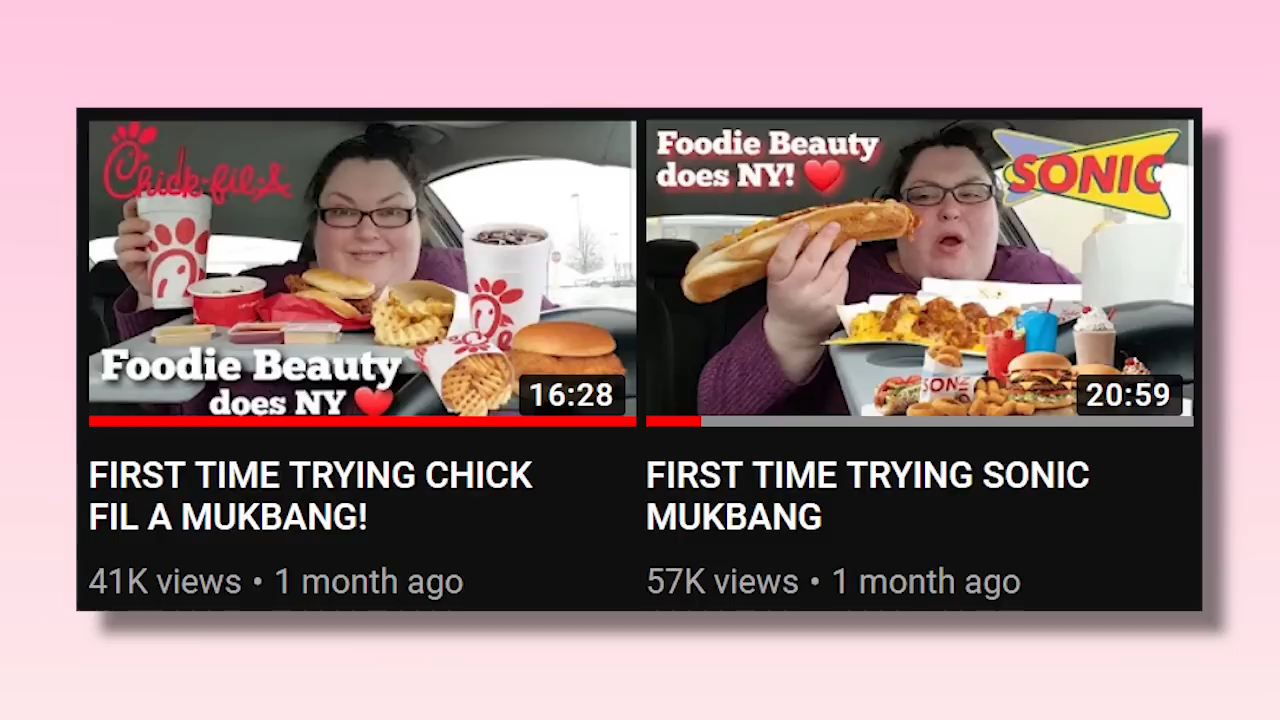 Chick-fil-A
Foodie Beauty
does NY ❤
16:28
FIRST TIME TRYING CHICK
FIL A MUKBANG!
41K views • 1 month ago
Foodie Beauty
does NY! ❤
SONIC
SONIC
20:59
FIRST TIME TRYING SONIC
MUKBANG
57K views • 1 month ago